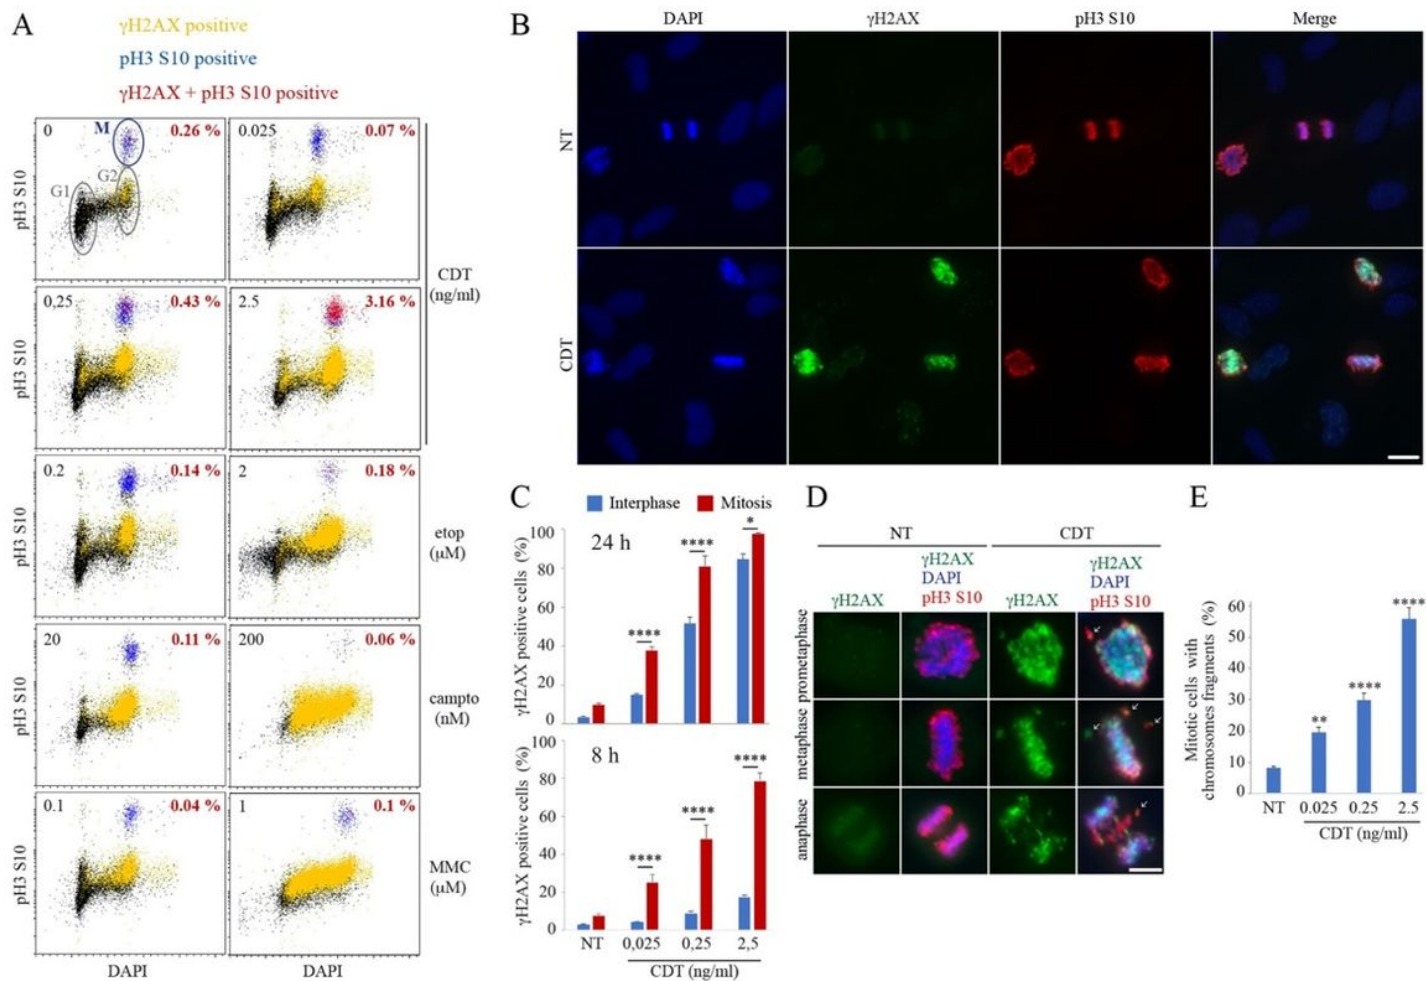 A
γH2AX positive
pH3 S10 positive
γH2AX + pH3 S10 positive
0
M
0.26 %
G1
G2
pH3 S10
0.025
0.07 %
CDT
(ng/ml)
0,25
0.43 %
pH3 S10
2.5
3.16 %
0.2
0.14 %
pH3 S10
2
0.18 %
etop
(µM)
20
0.11 %
pH3 S10
200
0.06 %
campto
(nM)
0.1
0.04 %
pH3 S10
1
0.1 %
MMC
(µM)
DAPI
DAPI
B
DAPI
γH2AX
pH3 S10
Merge
NT
CDT
C
Interphase
Mitosis
24 h
γH2AX positive cells (%)
100
80
60
40
20
0
****
****
*
8 h
γH2AX positive cells (%)
100
80
60
40
20
0
****
****
****
NT
0,025
0,25
2,5
CDT (ng/ml)
D
NT
CDT
γH2AX
γH2AX
DAPI
pH3 S10
γH2AX
γH2AX
DAPI
pH3 S10
prometaphase
metaphase
anaphase
E
Mitotic cells with
chromosomes fragments (%)
60
50
40
30
20
10
0
**
****
****
NT
0.025
0.25
2.5
CDT (ng/ml)